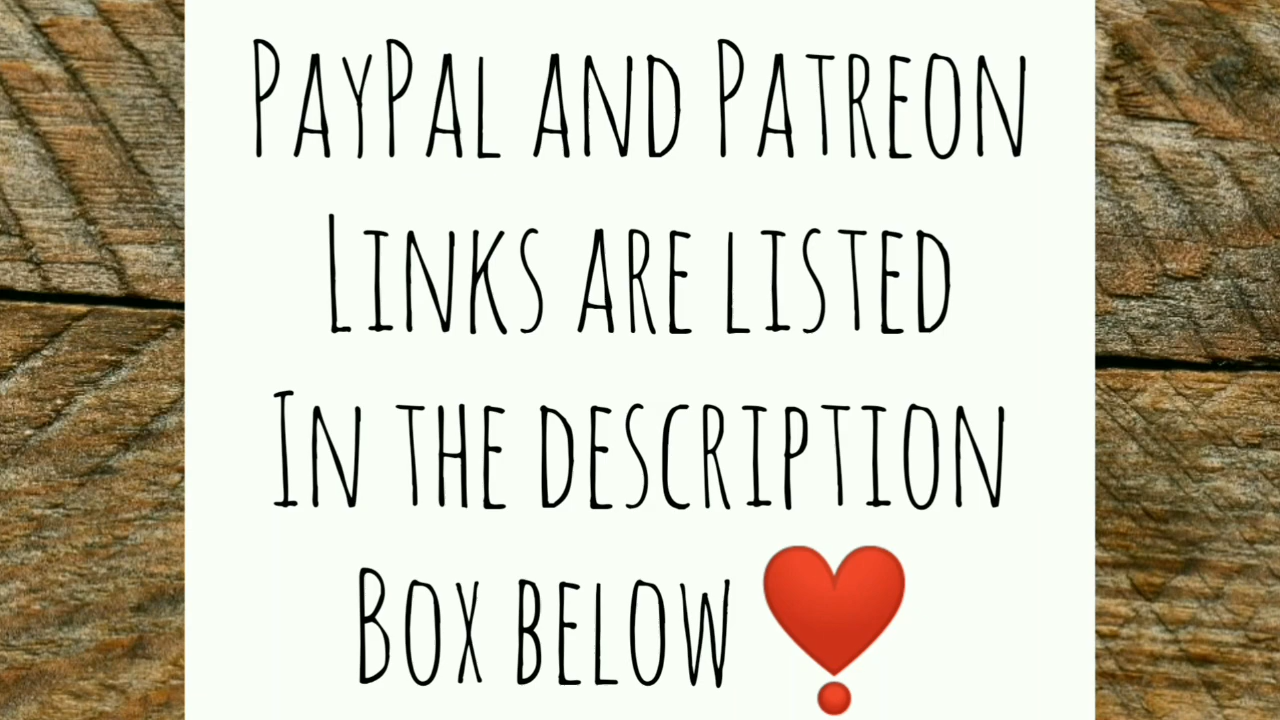 PayPal and Patreon
Links are listed
In the description
Box below ❣